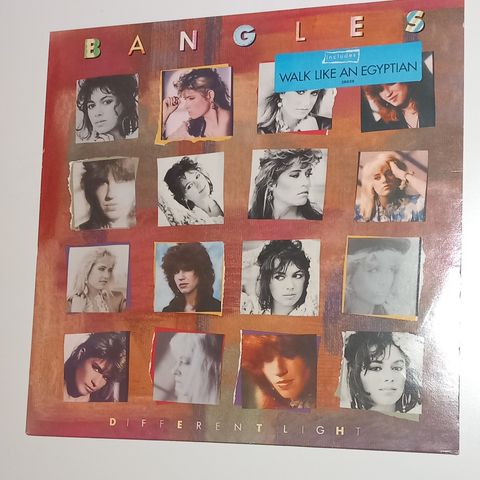 BANGLES
includes
WALK LIKE AN EGYPTIAN
DIFFERENT LIGHT